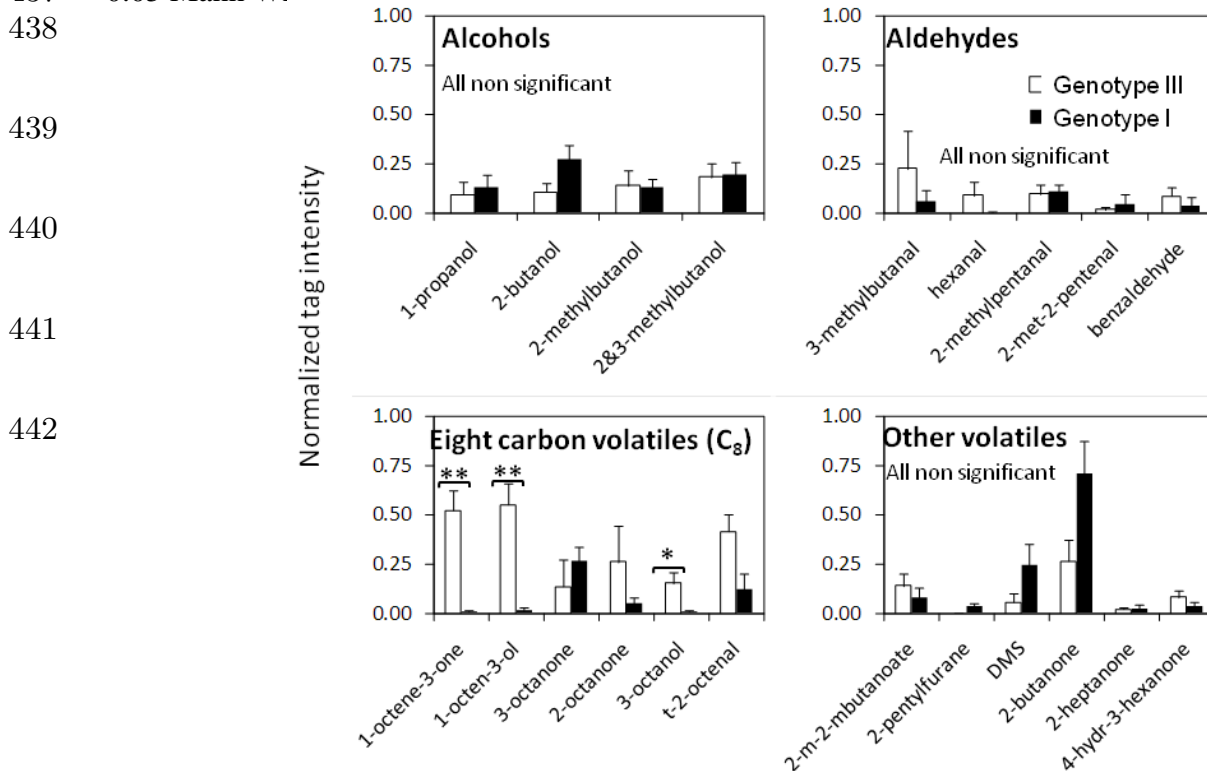 438
439
440
441
442
Normalized tag intensity
Alcohols
All non significant
1.00
0.75
0.50
0.25
0.00
1-propanol
2-butanol
2-methylbutanol
2&3-methylbutanol
Aldehydes
Genotype III
Genotype I
All non significant
1.00
0.75
0.50
0.25
0.00
3-methylbutanal
hexanal
2-methylpentanal
2-met-2-pentenal
benzaldehyde
Eight carbon volatiles (C₈)
** **
*
1.00
0.75
0.50
0.25
0.00
1-octene-3-one
1-octen-3-ol
3-octanone
2-octanone
3-octanol
t-2-octenal
Other volatiles
All non significant
1.00
0.75
0.50
0.25
0.00
2-m-2-mbutanoate
2-pentylfurane
DMS
2-butanone
2-heptanone
4-hydr-3-hexanone